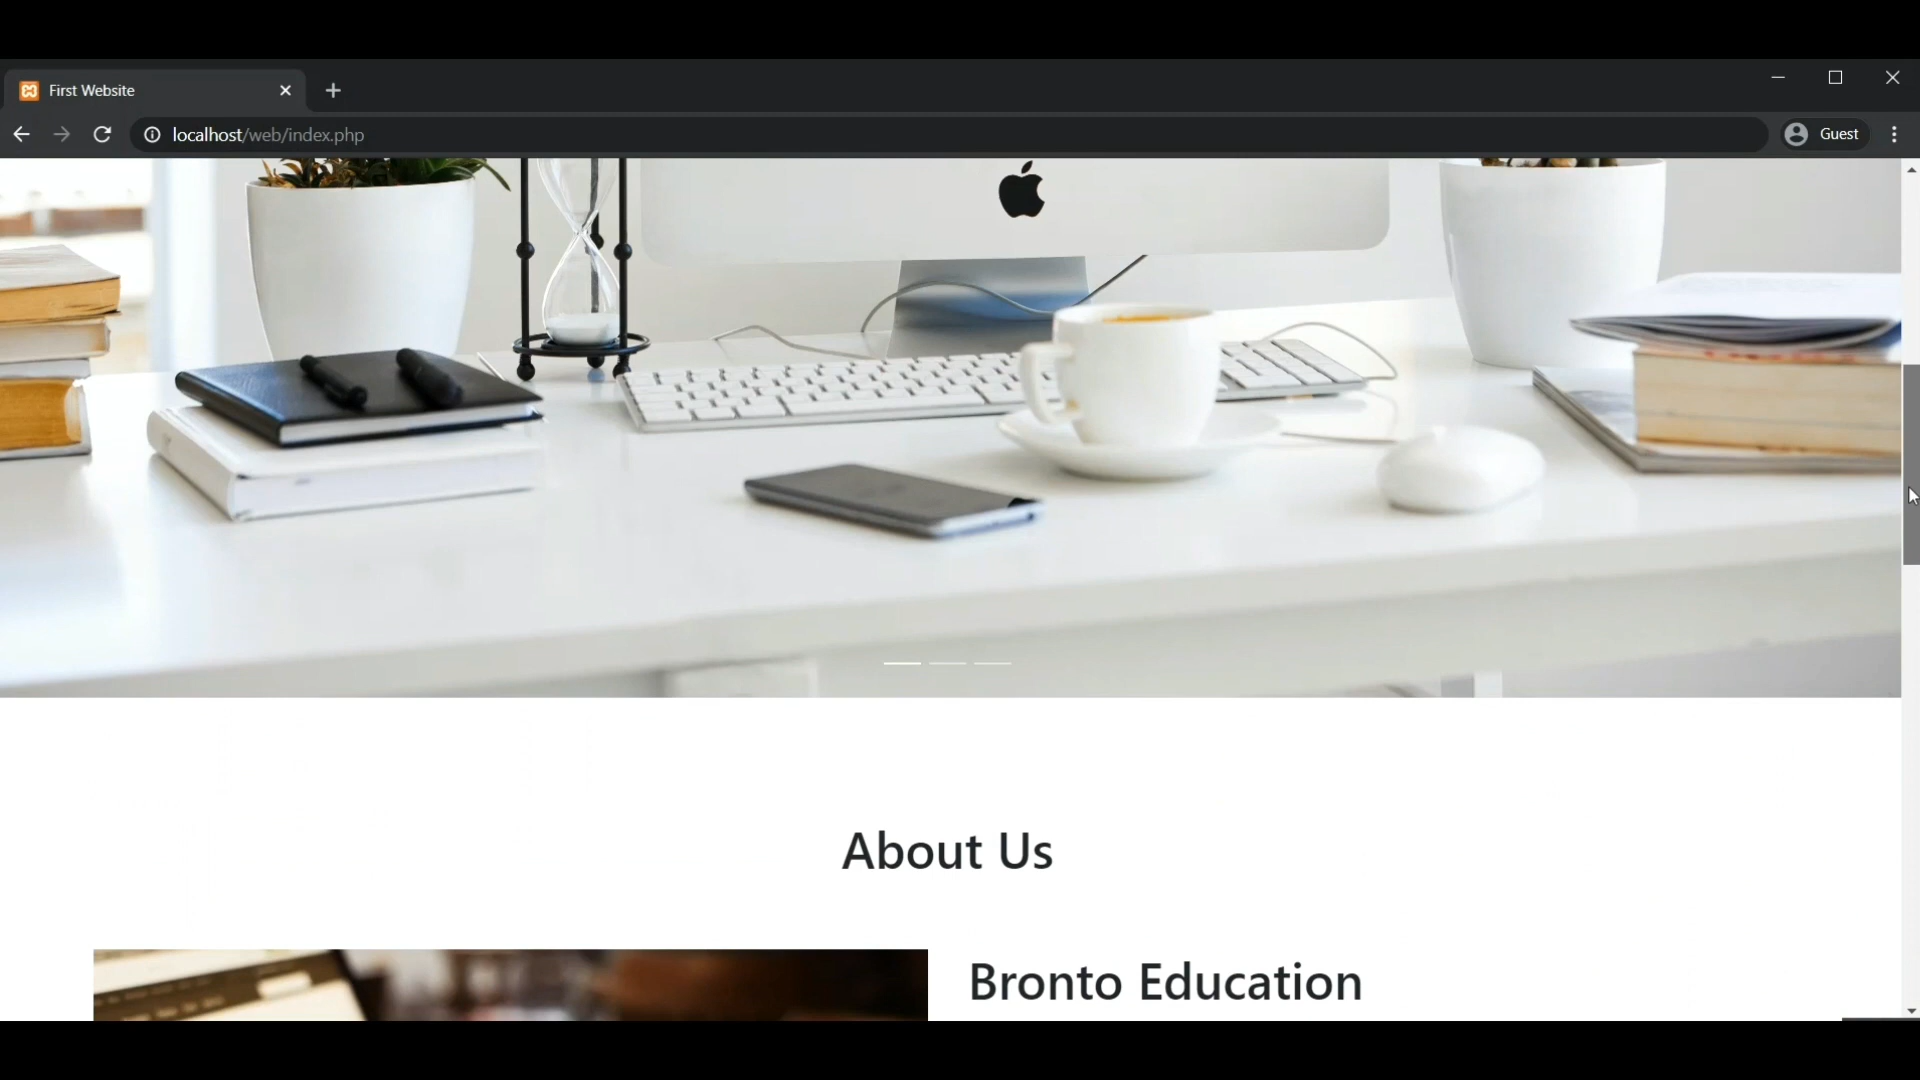 First Website
localhost/web/index.php
Guest
About Us
Bronto Education